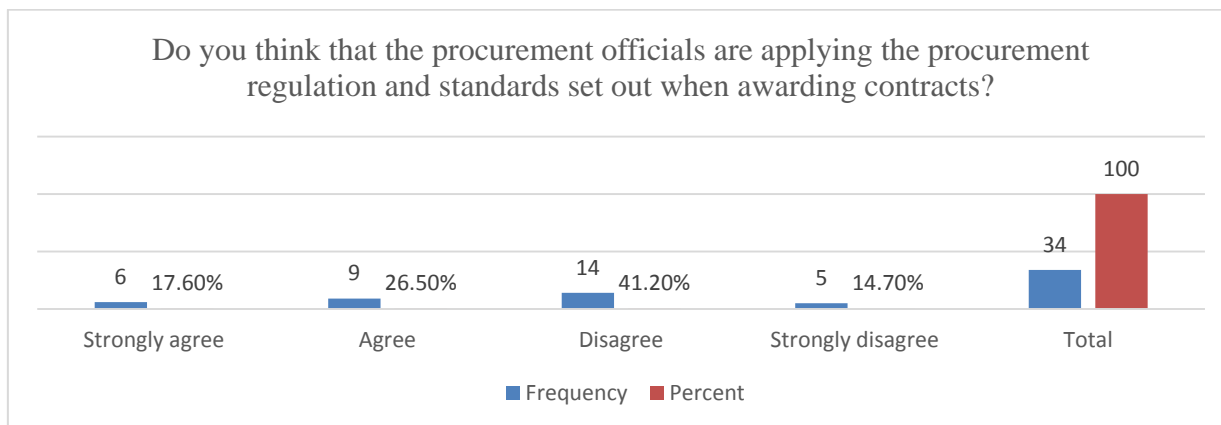 Do you think that the procurement officials are applying the procurement
regulation and standards set out when awarding contracts?
100
34
6 17.60% 9 26.50% 14 41.20% 5 14.70%
Strongly agree Agree Disagree Strongly disagree Total
Frequency Percent